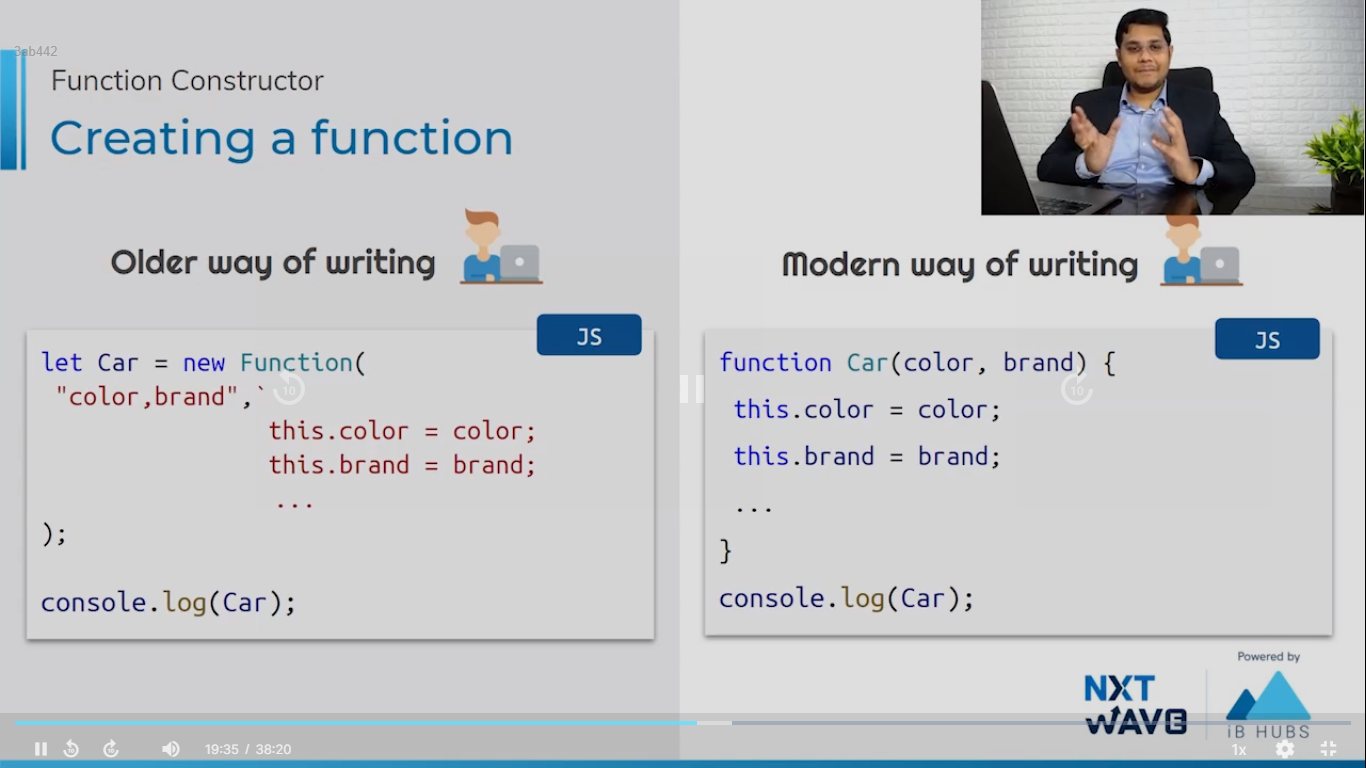 3ab442
Function Constructor
Creating a function
Older way of writing
JS
let Car = new Function(
"color,brand",`
this.color = color;
this.brand = brand;
...
);
console.log(Car);
Modern way of writing
JS
function Car(color, brand) {
this.color = color;
this.brand = brand;
...
}
console.log(Car);
10
10
NXT
WAVE
Powered by
iB HUBS
19:35 / 38:20
1x